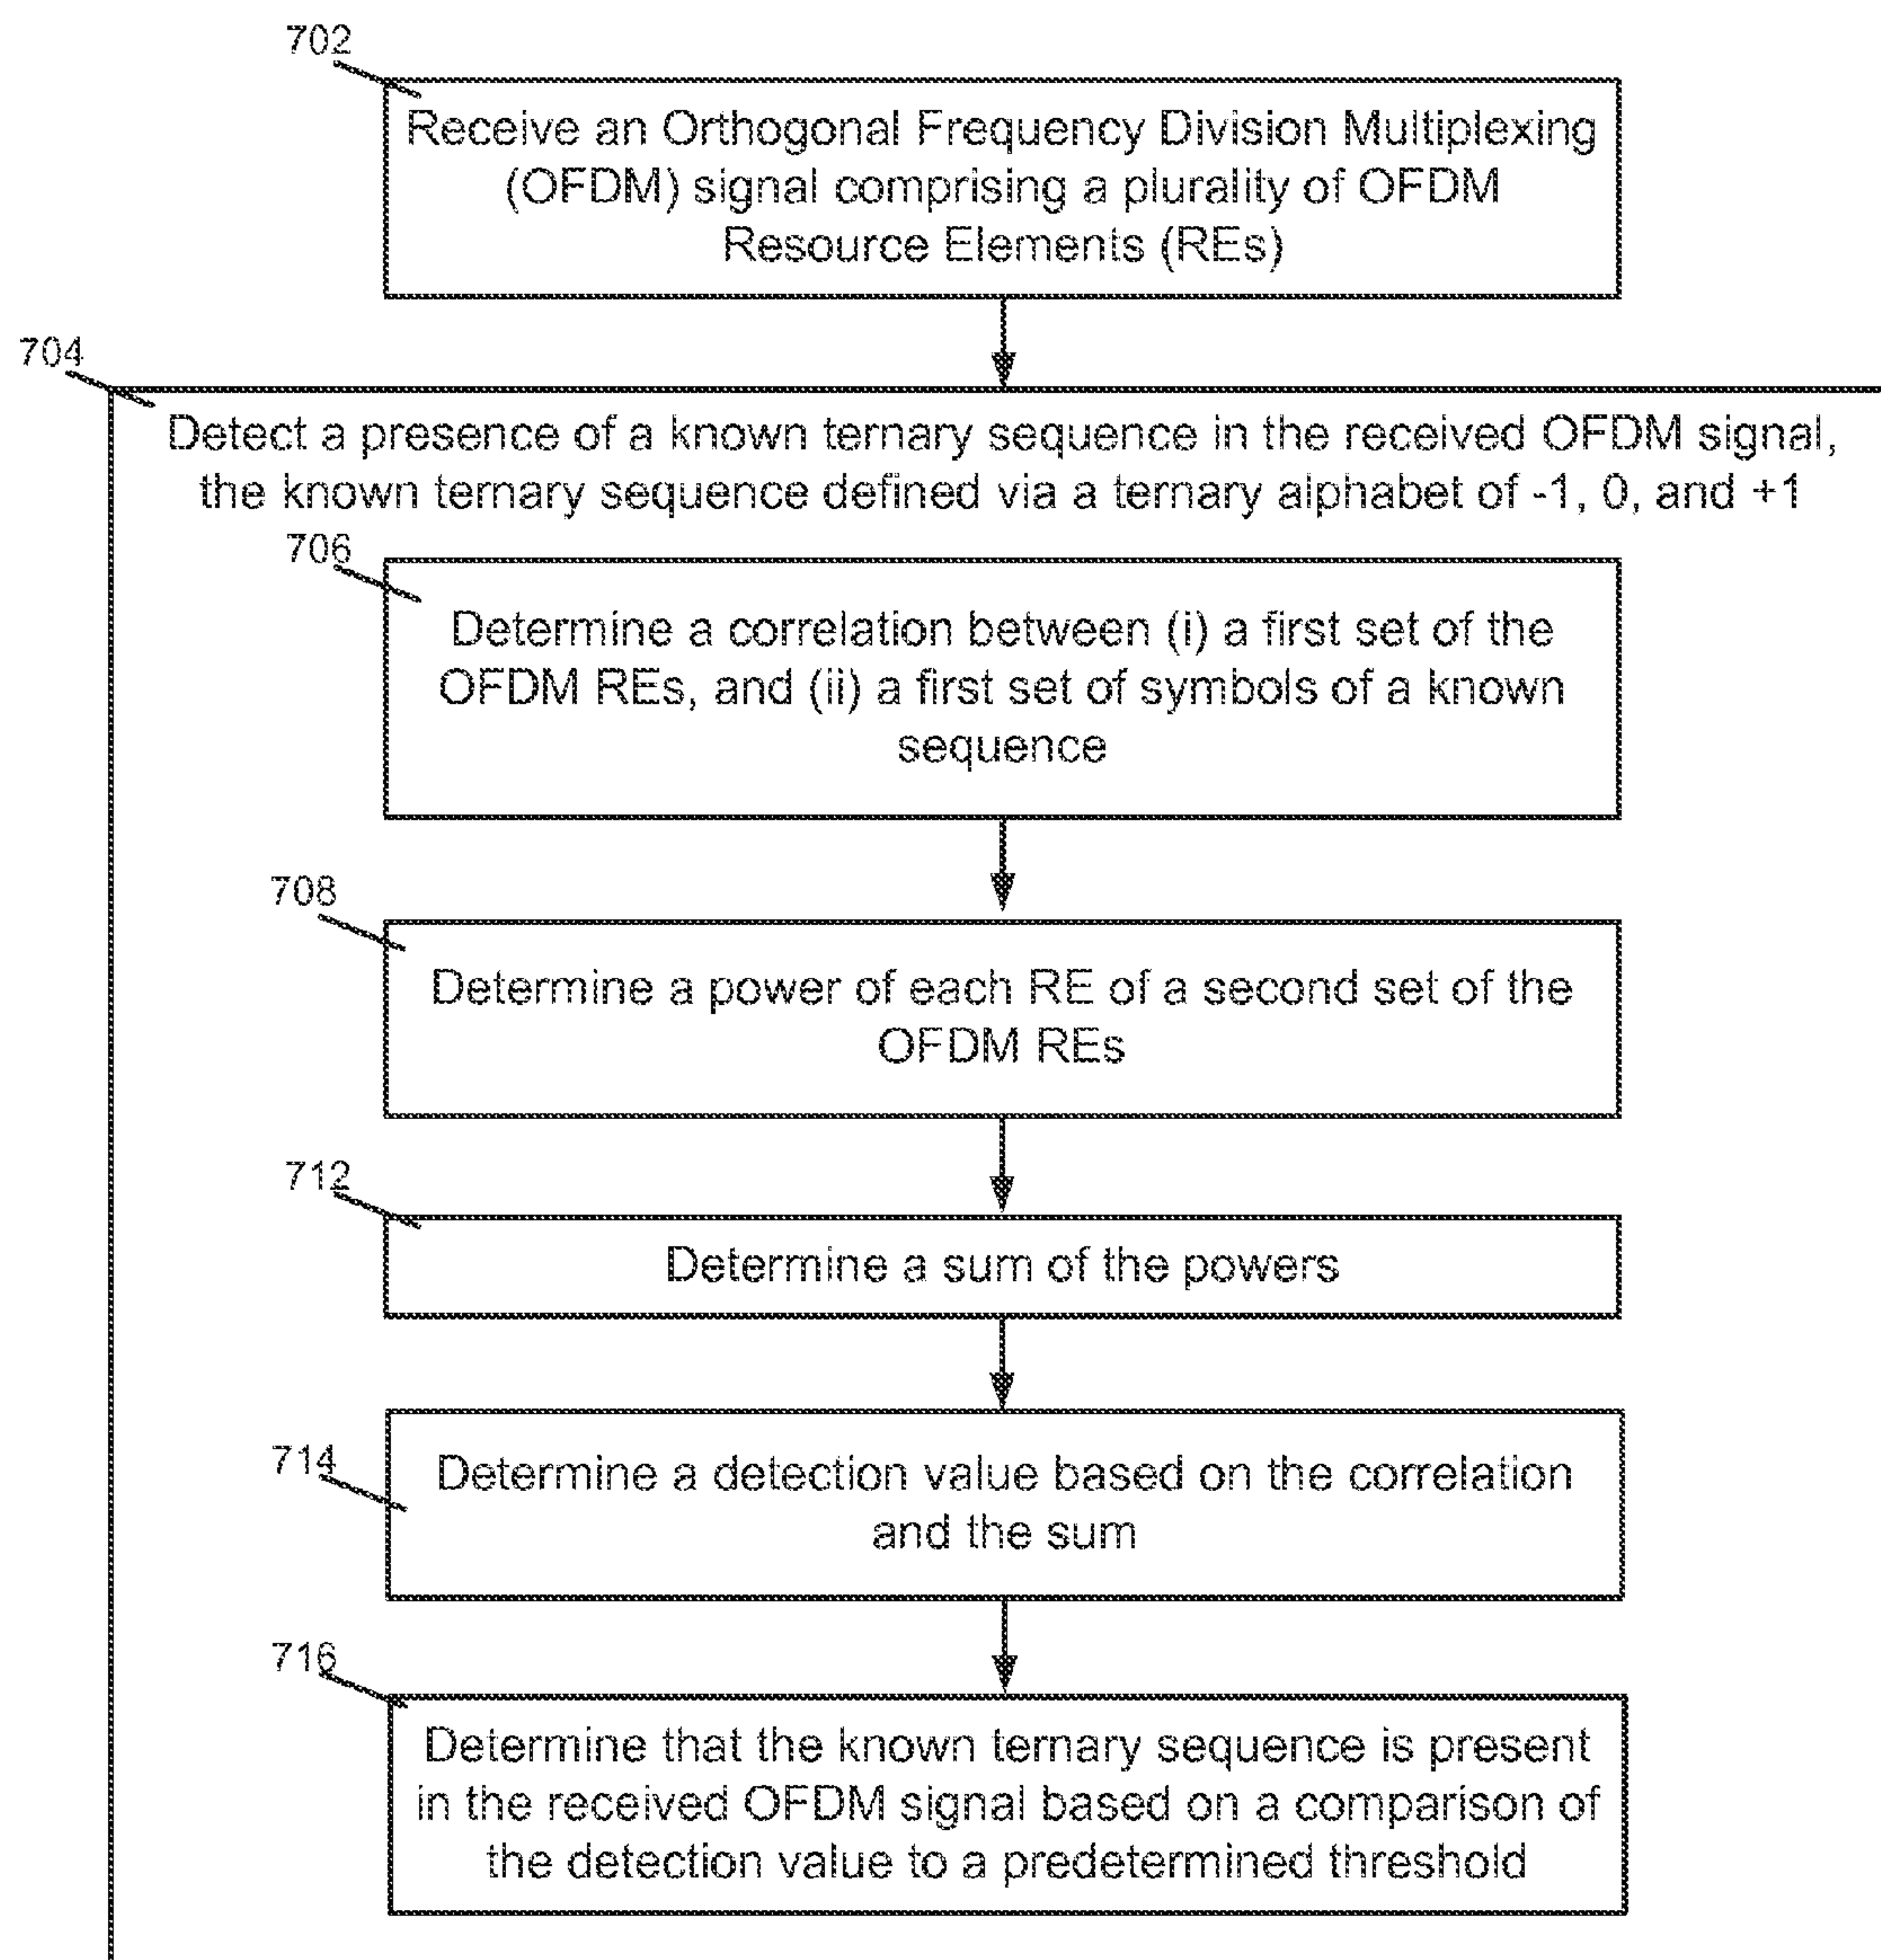 702
Receive an Orthogonal Frequency Division Multiplexing
(OFDM) signal comprising a plurality of OFDM
Resource Elements (REs)
704
Detect a presence of a known ternary sequence in the received OFDM signal,
the known ternary sequence defined via a ternary alphabet of -1, 0, and +1
706
Determine a correlation between (i) a first set of the
OFDM REs, and (ii) a first set of symbols of a known
sequence
708
Determine a power of each RE of a second set of the
OFDM REs
712
Determine a sum of the powers
714
Determine a detection value based on the correlation
and the sum
716
Determine that the known ternary sequence is present
in the received OFDM signal based on a comparison of
the detection value to a predetermined threshold